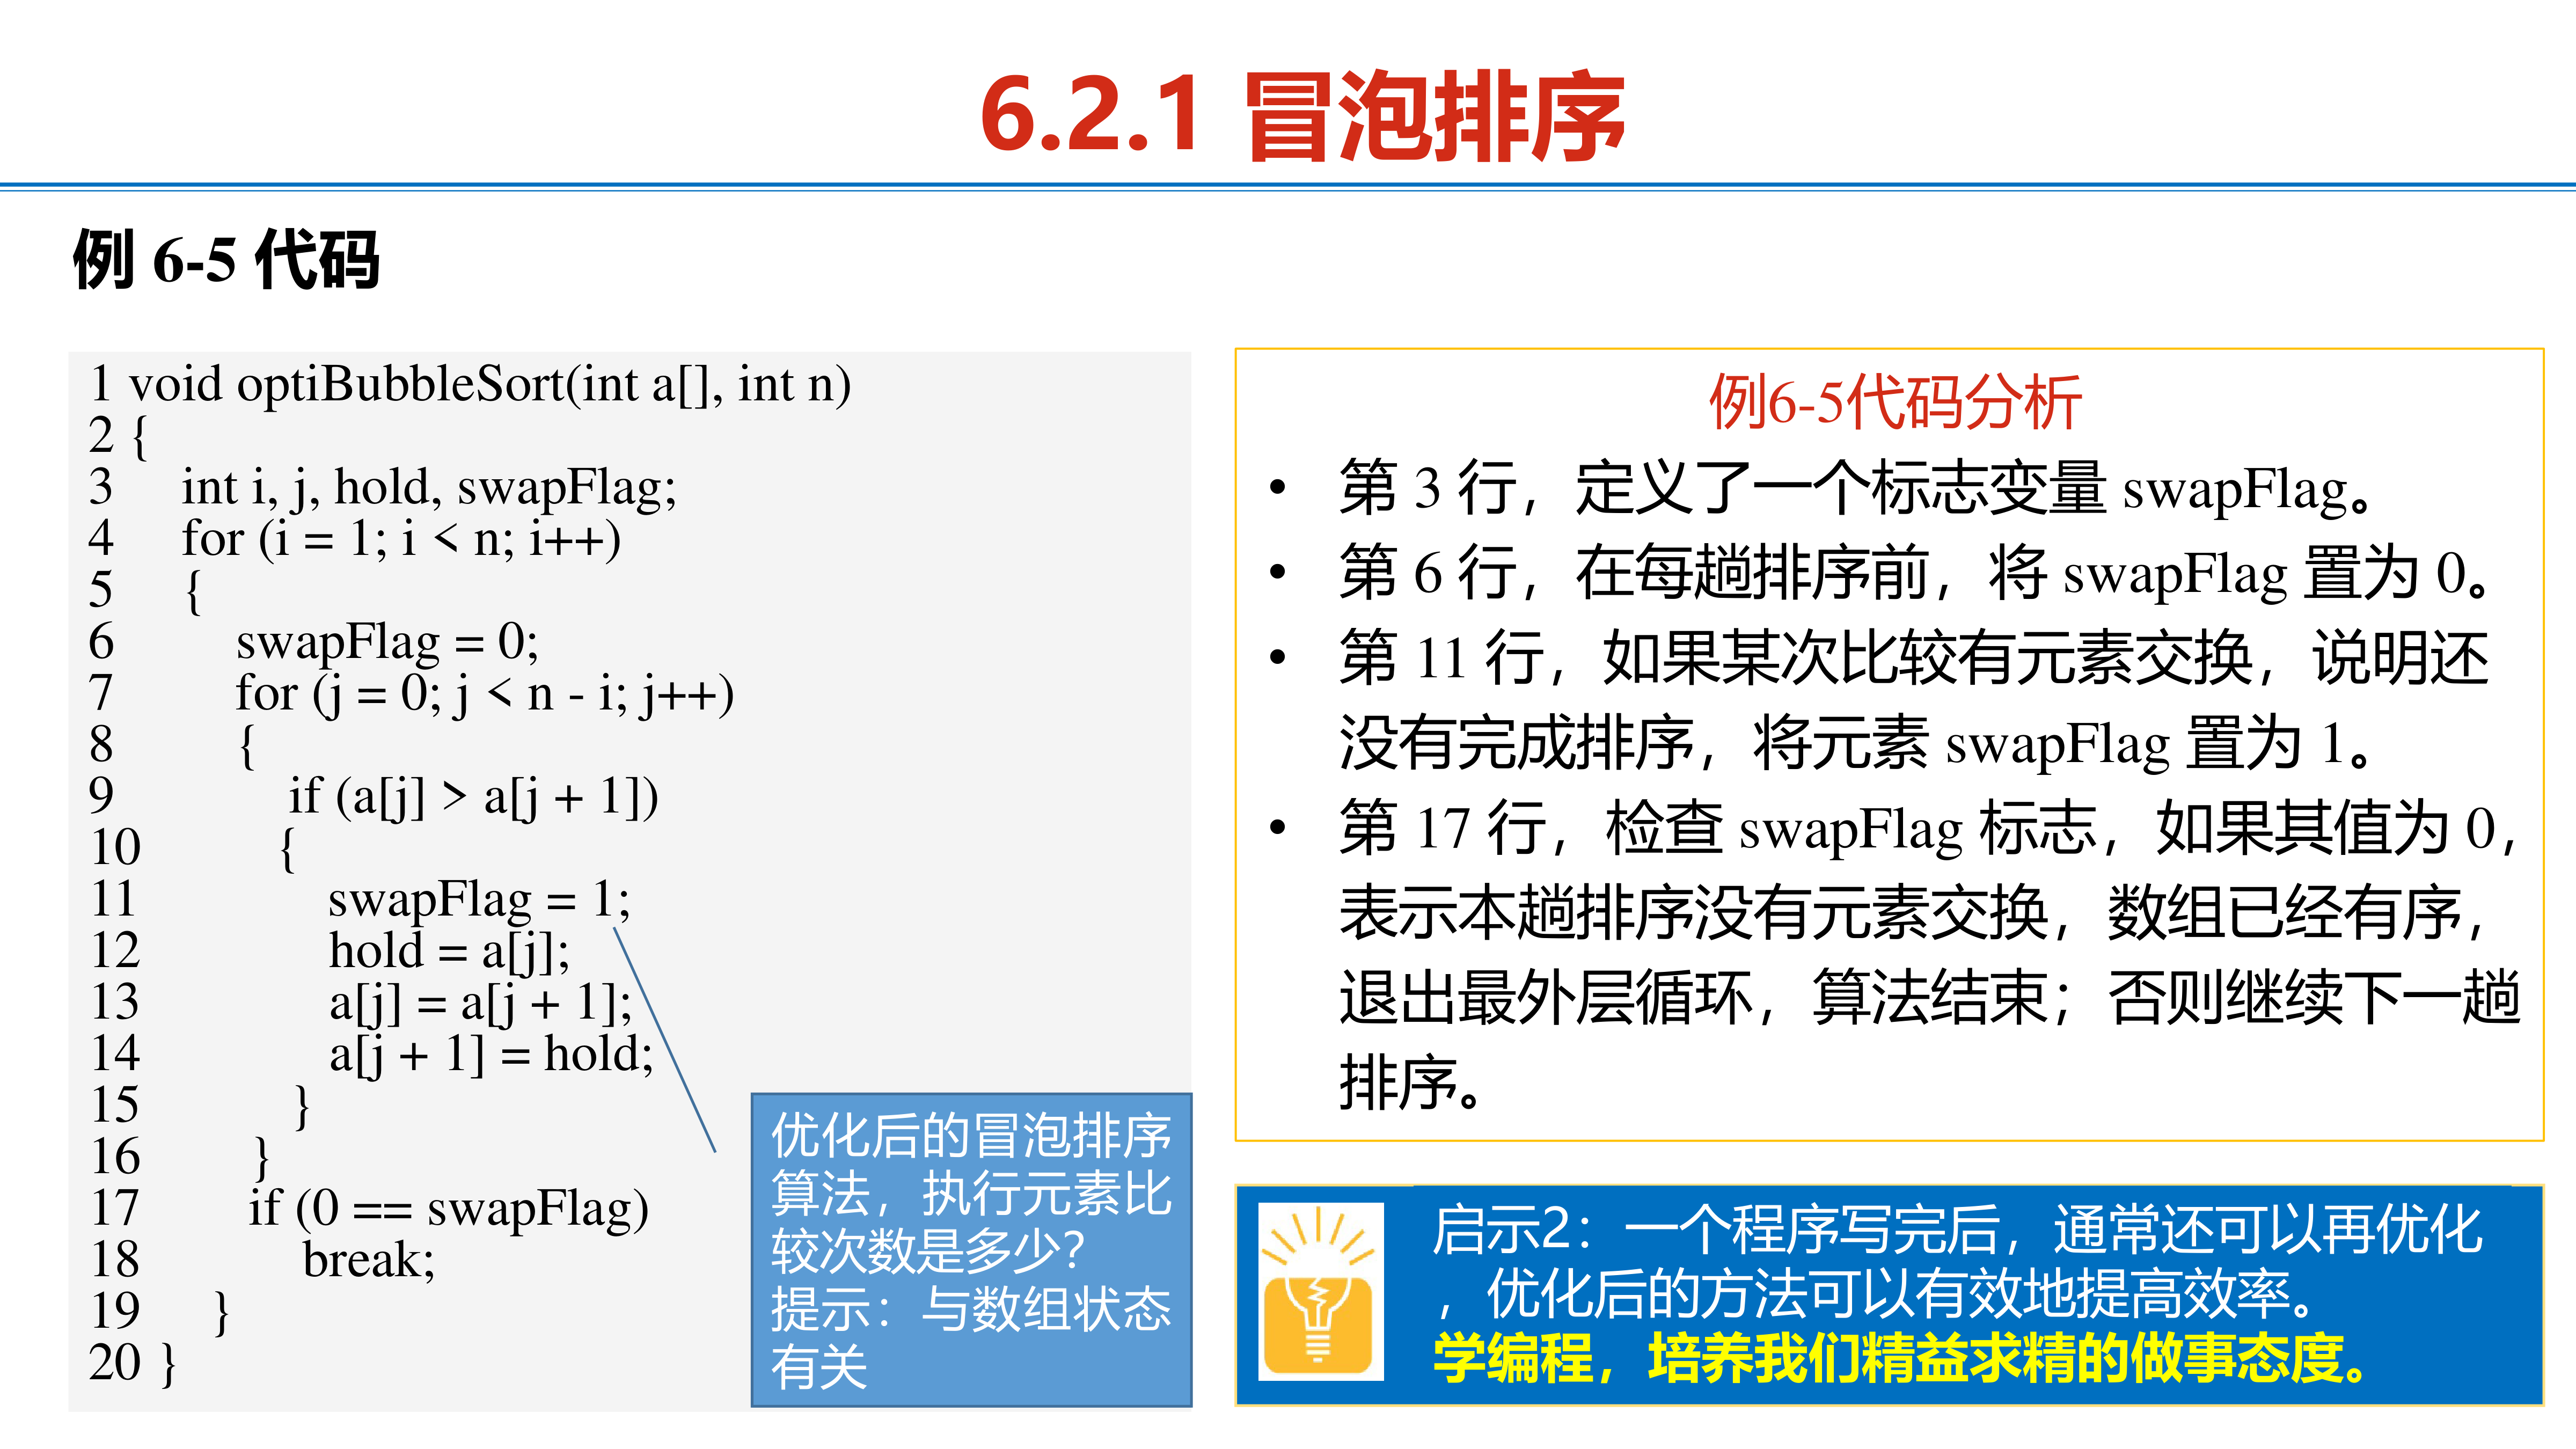 6.2.1 冒泡排序
例 6-5 代码
1 void optiBubbleSort(int a[], int n)
2 {
3 int i, j, hold, swapFlag;
4 for (i = 1; i < n; i++)
5 {
6 swapFlag = 0;
7 for (j = 0; j < n - i; j++)
8 {
9 if (a[j] > a[j + 1])
10 {
11 swapFlag = 1;
12 hold = a[j];
13 a[j] = a[j + 1];
14 a[j + 1] = hold;
15 }
16 }
17 if (0 == swapFlag)
18 break;
19 }
20 }
优化后的冒泡排序
算法，执行元素比
较次数是多少？
提示：与数组状态
有关
例6-5代码分析
• 第 3 行，定义了一个标志变量 swapFlag。
• 第 6 行，在每趟排序前，将 swapFlag 置为 0。
• 第 11 行，如果某次比较有元素交换，说明还
没有完成排序，将元素 swapFlag 置为 1。
• 第 17 行，检查 swapFlag 标志，如果其值为 0，
表示本趟排序没有元素交换，数组已经有序，
退出最外层循环，算法结束；否则继续下一趟
排序。
启示2：一个程序写完后，通常还可以再优化
，优化后的方法可以有效地提高效率。
学编程，培养我们精益求精的做事态度。